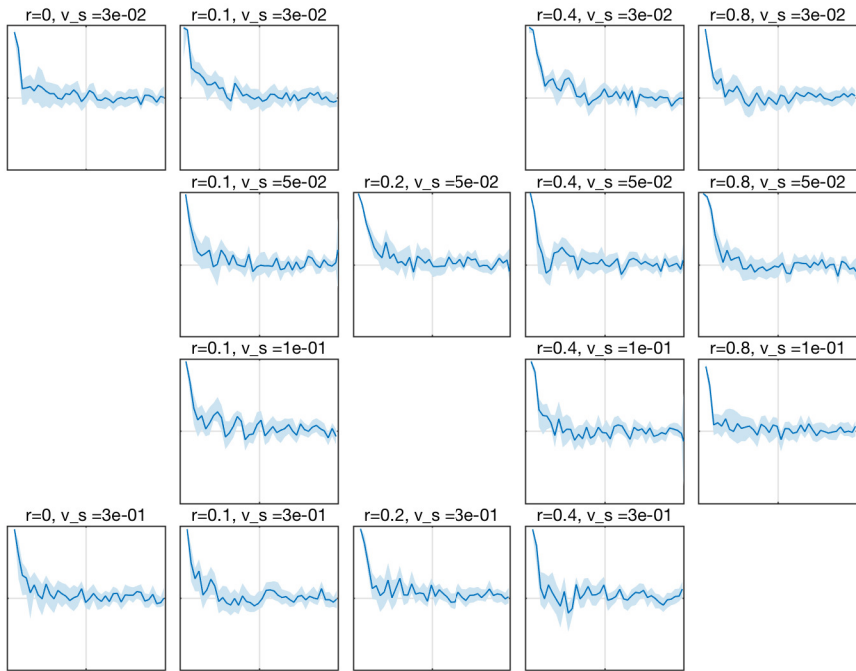 r=0, v_s =3e-02
r=0.1, v_s =3e-02
r=0.4, v_s =3e-02
r=0.8, v_s =3e-02
r=0.1, v_s =5e-02
r=0.2, v_s =5e-02
r=0.4, v_s =5e-02
r=0.8, v_s =5e-02
r=0.1, v_s =1e-01
r=0.4, v_s =1e-01
r=0.8, v_s =1e-01
r=0, v_s =3e-01
r=0.1, v_s =3e-01
r=0.2, v_s =3e-01
r=0.4, v_s =3e-01